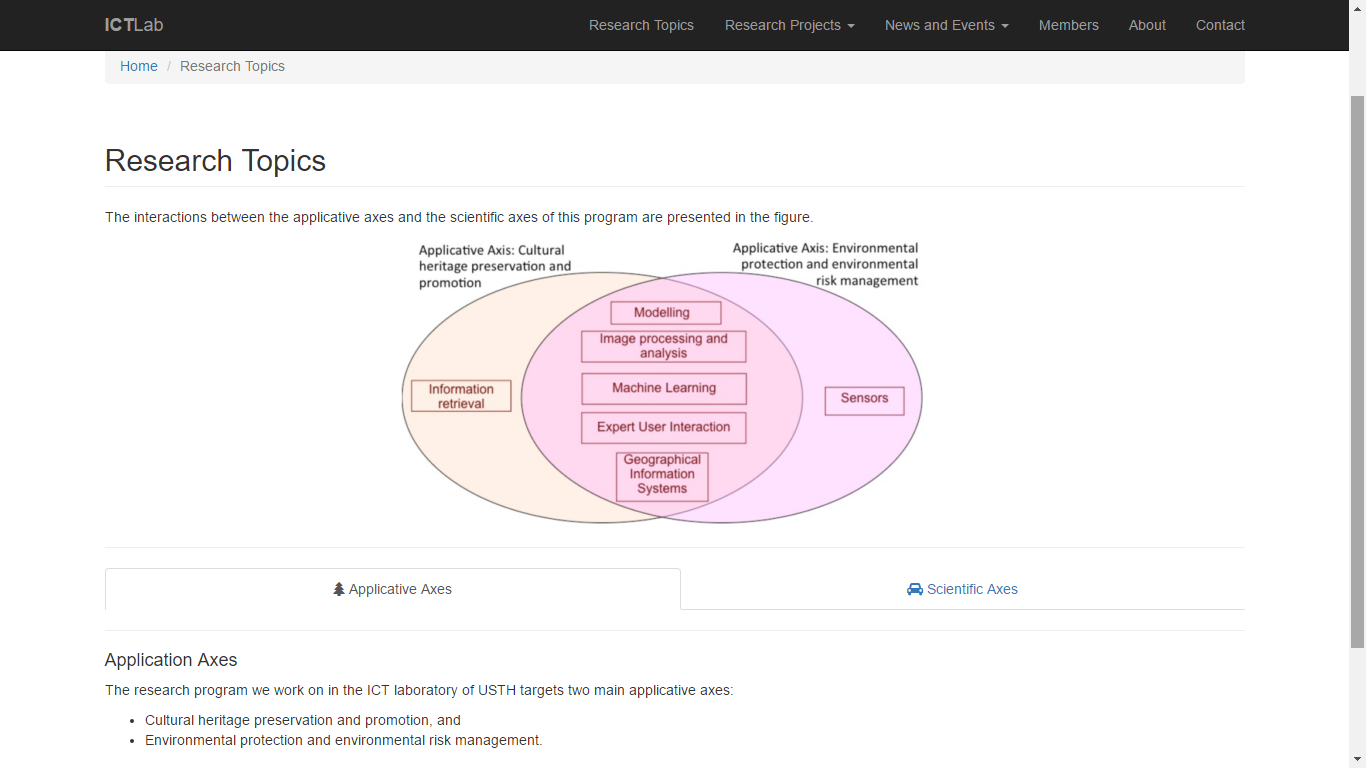 ICTLab
Research Topics
Research Projects
News and Events
Members
About
Contact
Home / Research Topics
Research Topics
The interactions between the applicative axes and the scientific axes of this program are presented in the figure.
Applicative Axis: Cultural
heritage preservation and
promotion
Applicative Axis: Environmental
protection and environmental
risk management
Modelling
Image processing and
analysis
Machine Learning
Expert User Interaction
Geographical
Information
Systems
Information
retrieval
Sensors
Applicative Axes
Scientific Axes
Application Axes
The research program we work on in the ICT laboratory of USTH targets two main applicative axes:
• Cultural heritage preservation and promotion, and
• Environmental protection and environmental risk management.